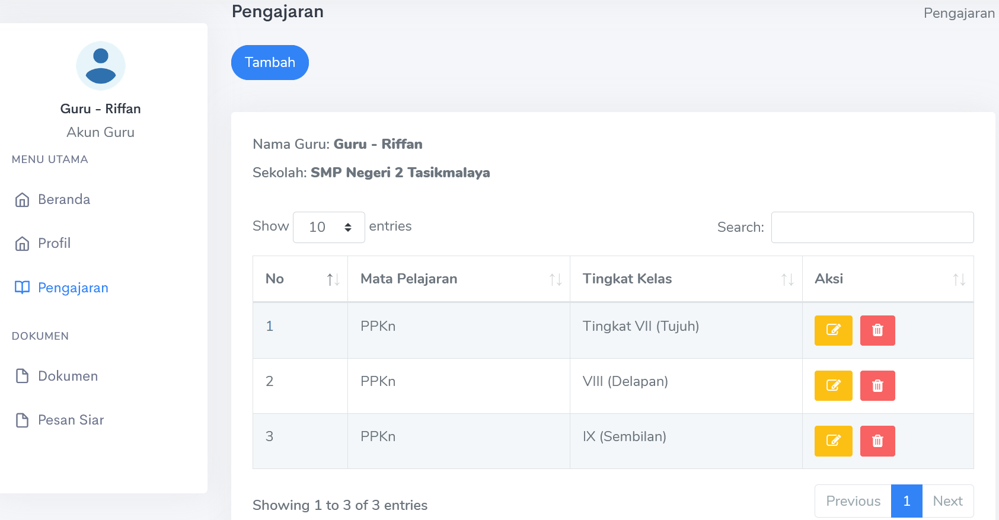 Pengajaran
Pengajaran
Guru - Riffan
Akun Guru
MENU UTAMA
Beranda
Profil
Pengajaran
DOKUMEN
Dokumen
Pesan Siar
Tambah
Nama Guru: Guru - Riffan
Sekolah: SMP Negeri 2 Tasikmalaya
Show 10 entries
Search:
No Mata Pelajaran Tingkat Kelas Aksi
1 PPKn Tingkat VII (Tujuh)
2 PPKn VIII (Delapan)
3 PPKn IX (Sembilan)
Showing 1 to 3 of 3 entries
Previous 1 Next